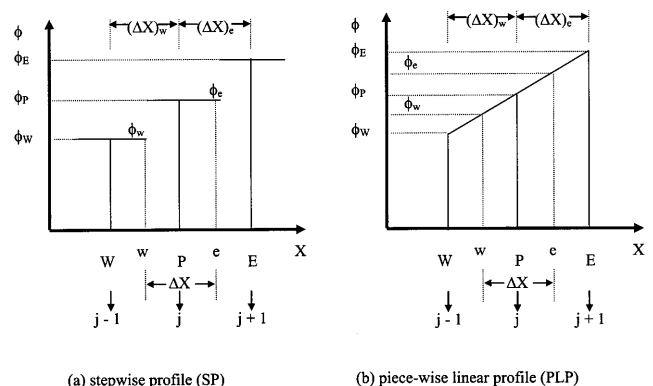 ϕ
(ΔX)w
(ΔX)e
ϕE
ϕP
ϕe
ϕW
ϕw
W
w
P
e
E
X
ΔX
j - 1
j
j + 1
(a) stepwise profile (SP)
ϕ
(ΔX)w
(ΔX)e
ϕE
ϕe
ϕP
ϕw
ϕW
W
w
P
e
E
X
ΔX
j - 1
j
j + 1
(b) piece-wise linear profile (PLP)